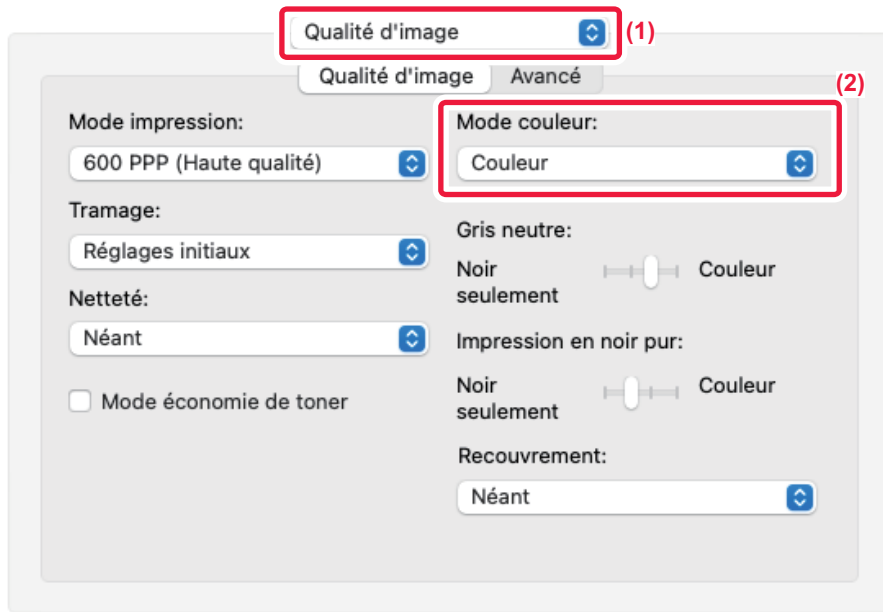 Qualité d'image
(1)
Qualité d'image
Avancé
(2)
Mode impression:
600 PPP (Haute qualité)
Tramage:
Réglages initiaux
Netteté:
Néant
Mode économie de toner
Mode couleur:
Couleur
Gris neutre:
Noir
seulement
Couleur
Impression en noir pur:
Noir
seulement
Couleur
Recouvrement:
Néant